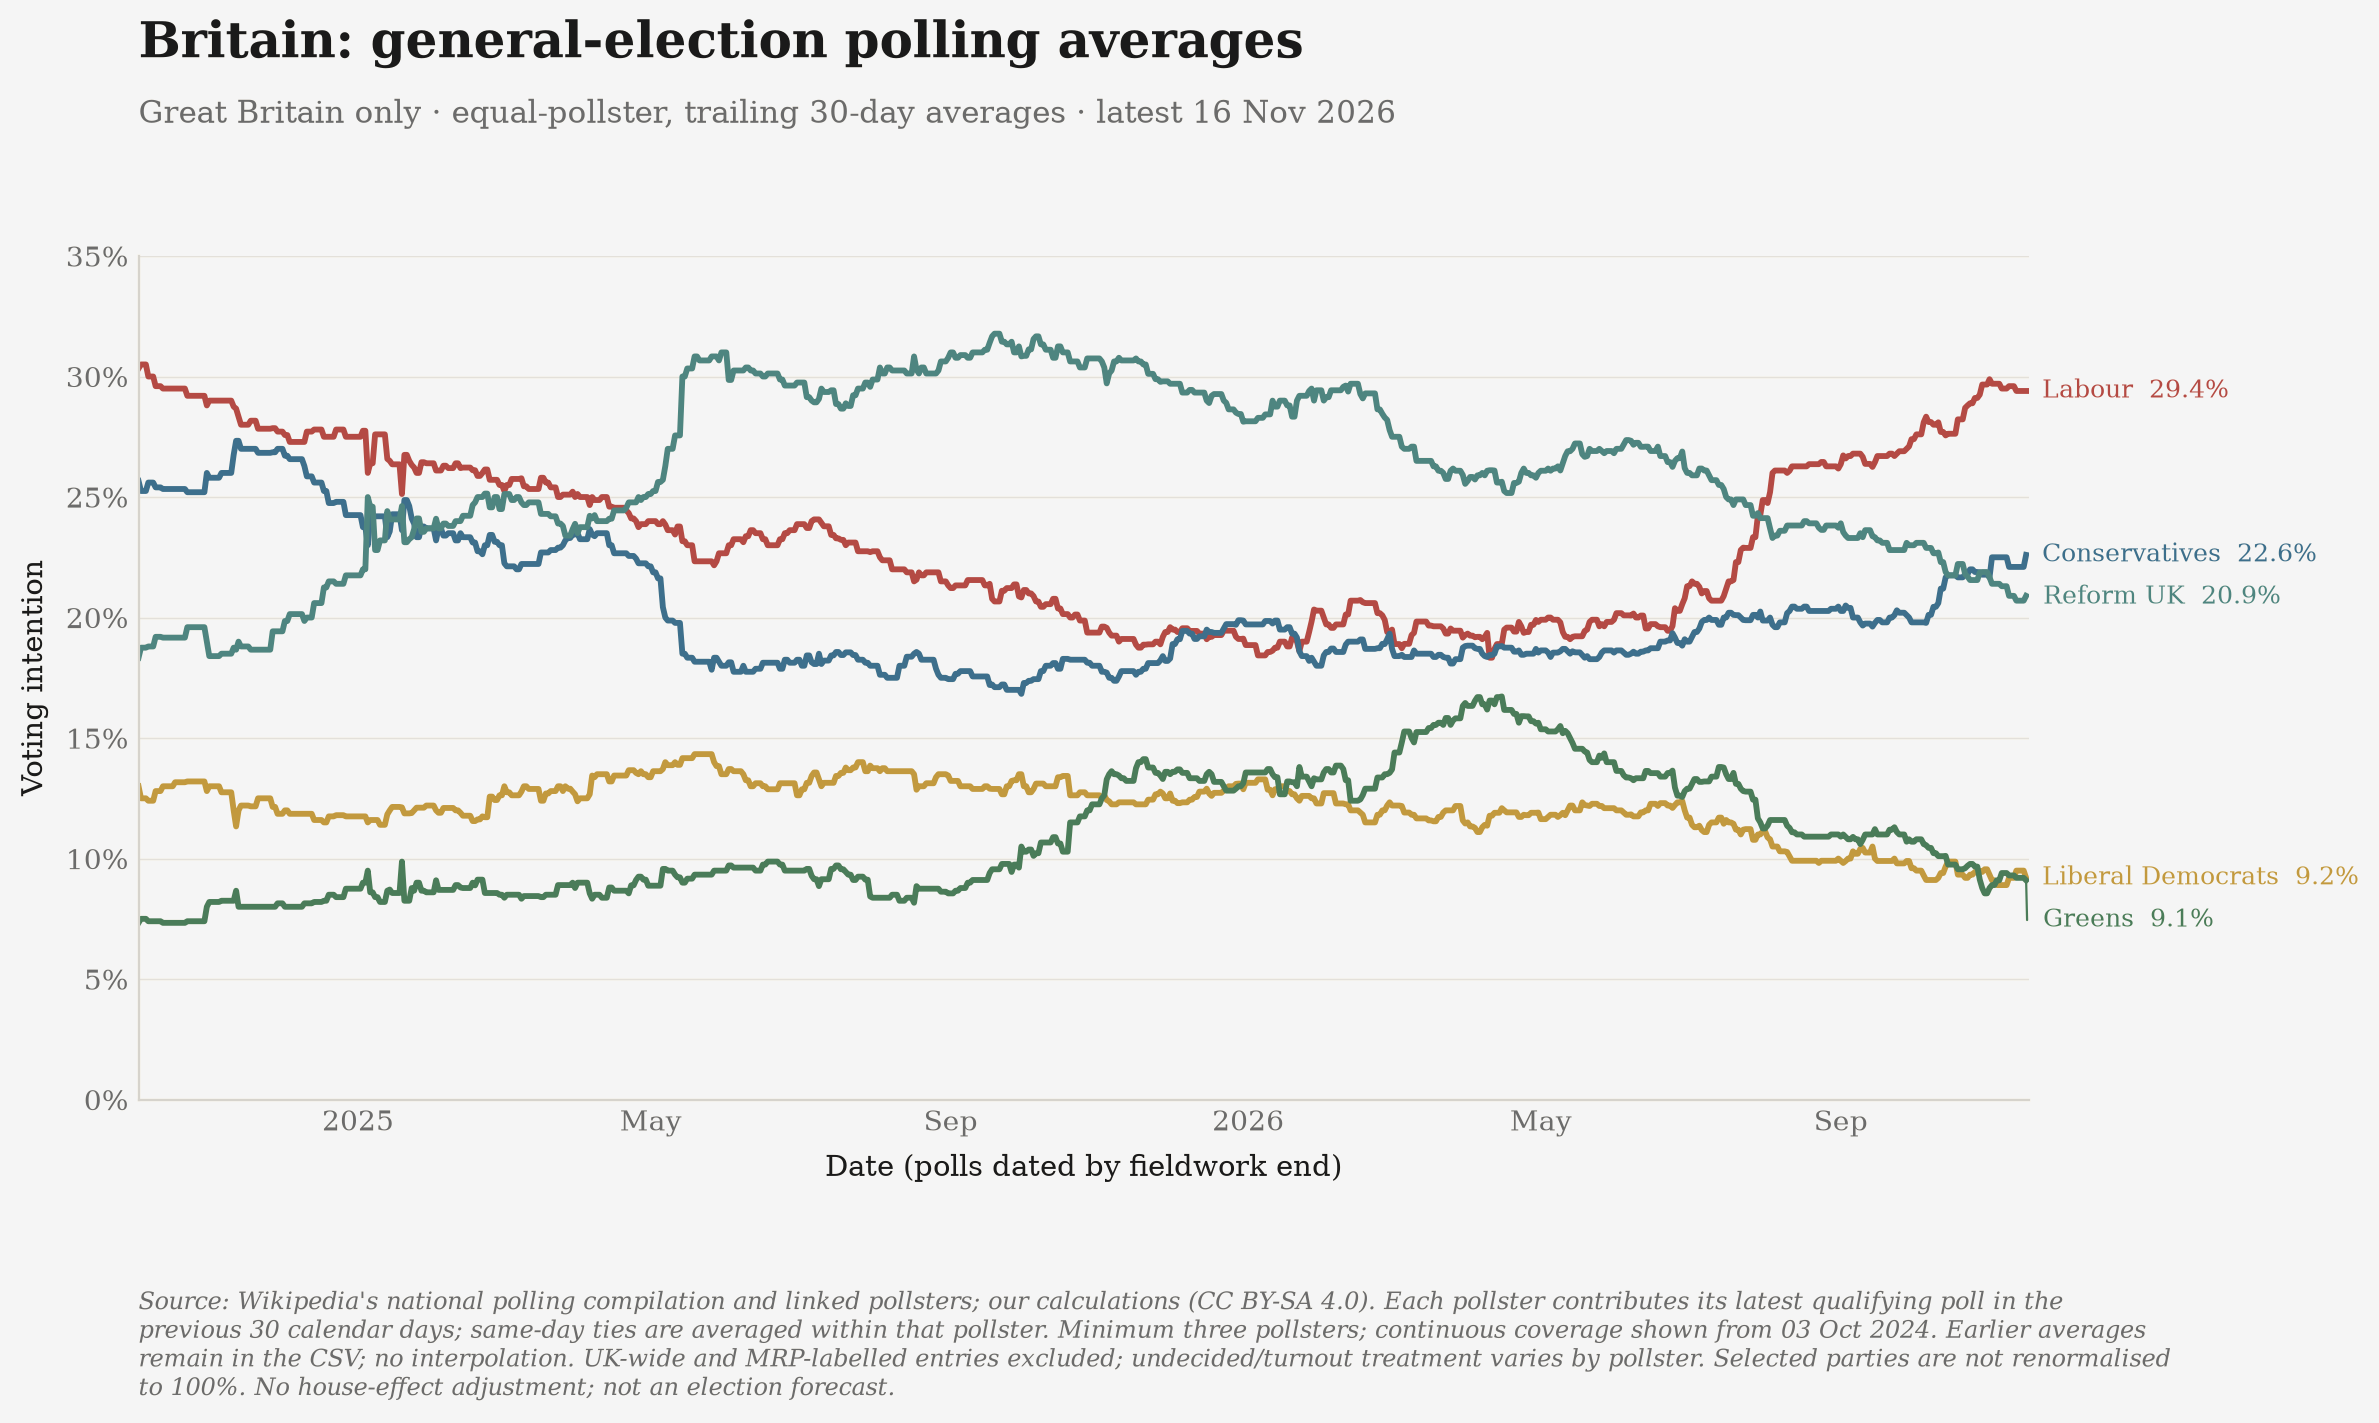 Britain: general-election polling averages
Great Britain only · equal-pollster, trailing 30-day averages · latest 16 Nov 2026
35%
30%
25%
20%
15%
10%
5%
0%
Voting intention
Labour 29.4%
Conservatives 22.6%
Reform UK 20.9%
Liberal Democrats 9.2%
Greens 9.1%
2025
May
Sep
2026
May
Sep
Date (polls dated by fieldwork end)
Source: Wikipedia's national polling compilation and linked pollsters; our calculations (CC BY-SA 4.0). Each pollster contributes its latest qualifying poll in the
previous 30 calendar days; same-day ties are averaged within that pollster. Minimum three pollsters; continuous coverage shown from 03 Oct 2024. Earlier averages
remain in the CSV; no interpolation. UK-wide and MRP-labelled entries excluded; undecided/turnout treatment varies by pollster. Selected parties are not renormalised
to 100%. No house-effect adjustment; not an election forecast.